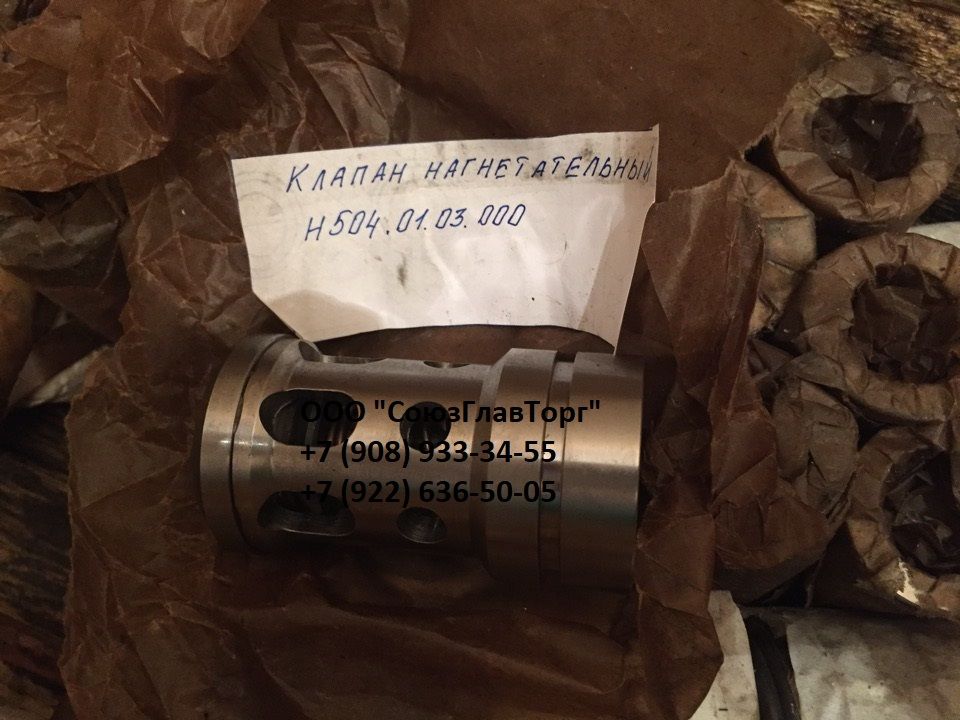 КЛАПАН НАГНЕТАТЕЛЬНЫЙ
Н504.01.03.000
ООО "СоюзГлавТорг"
+7 (908) 933-34-55
+7 (922) 636-50-05